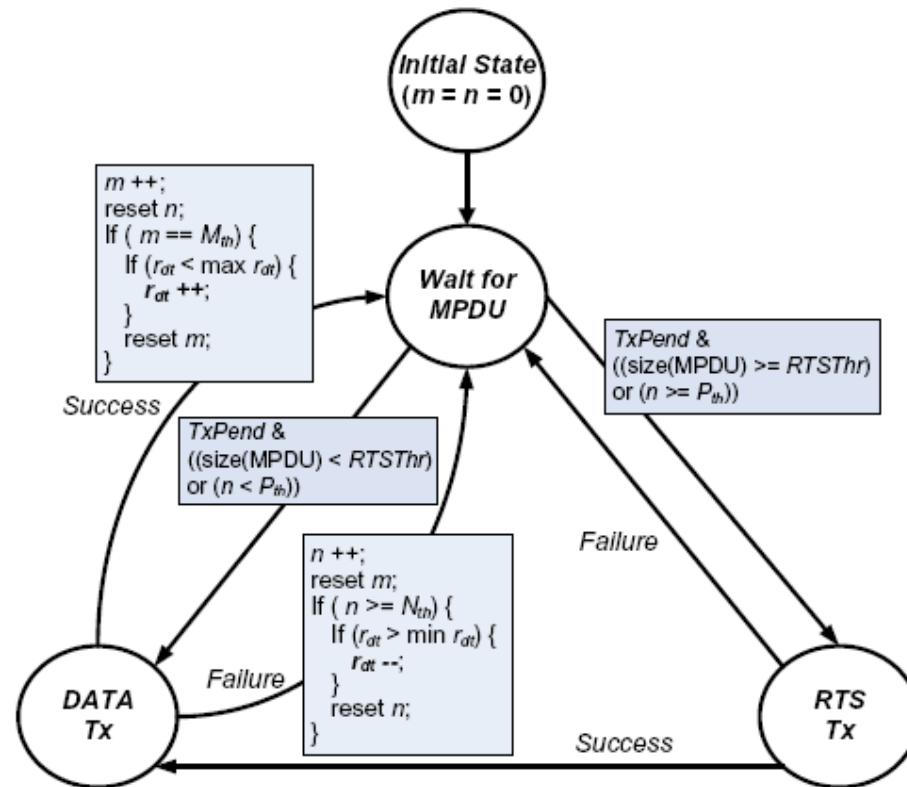 Initial State
(m = n = 0)
m ++;
reset n;
If ( m == Mth) {
If (rdt < max rdt) {
rdt ++;
}
reset m;
}
Wait for
MPDU
TxPend &
((size(MPDU) >= RTSThr)
or (n >= Pth))
Success
TxPend &
((size(MPDU) < RTSThr)
or (n < Pth))
n ++;
reset m;
If ( n >= Nth) {
If (rdt > min rdt) {
rdt --;
}
reset n;
}
Failure
Failure
DATA
Tx
RTS
Tx
Success